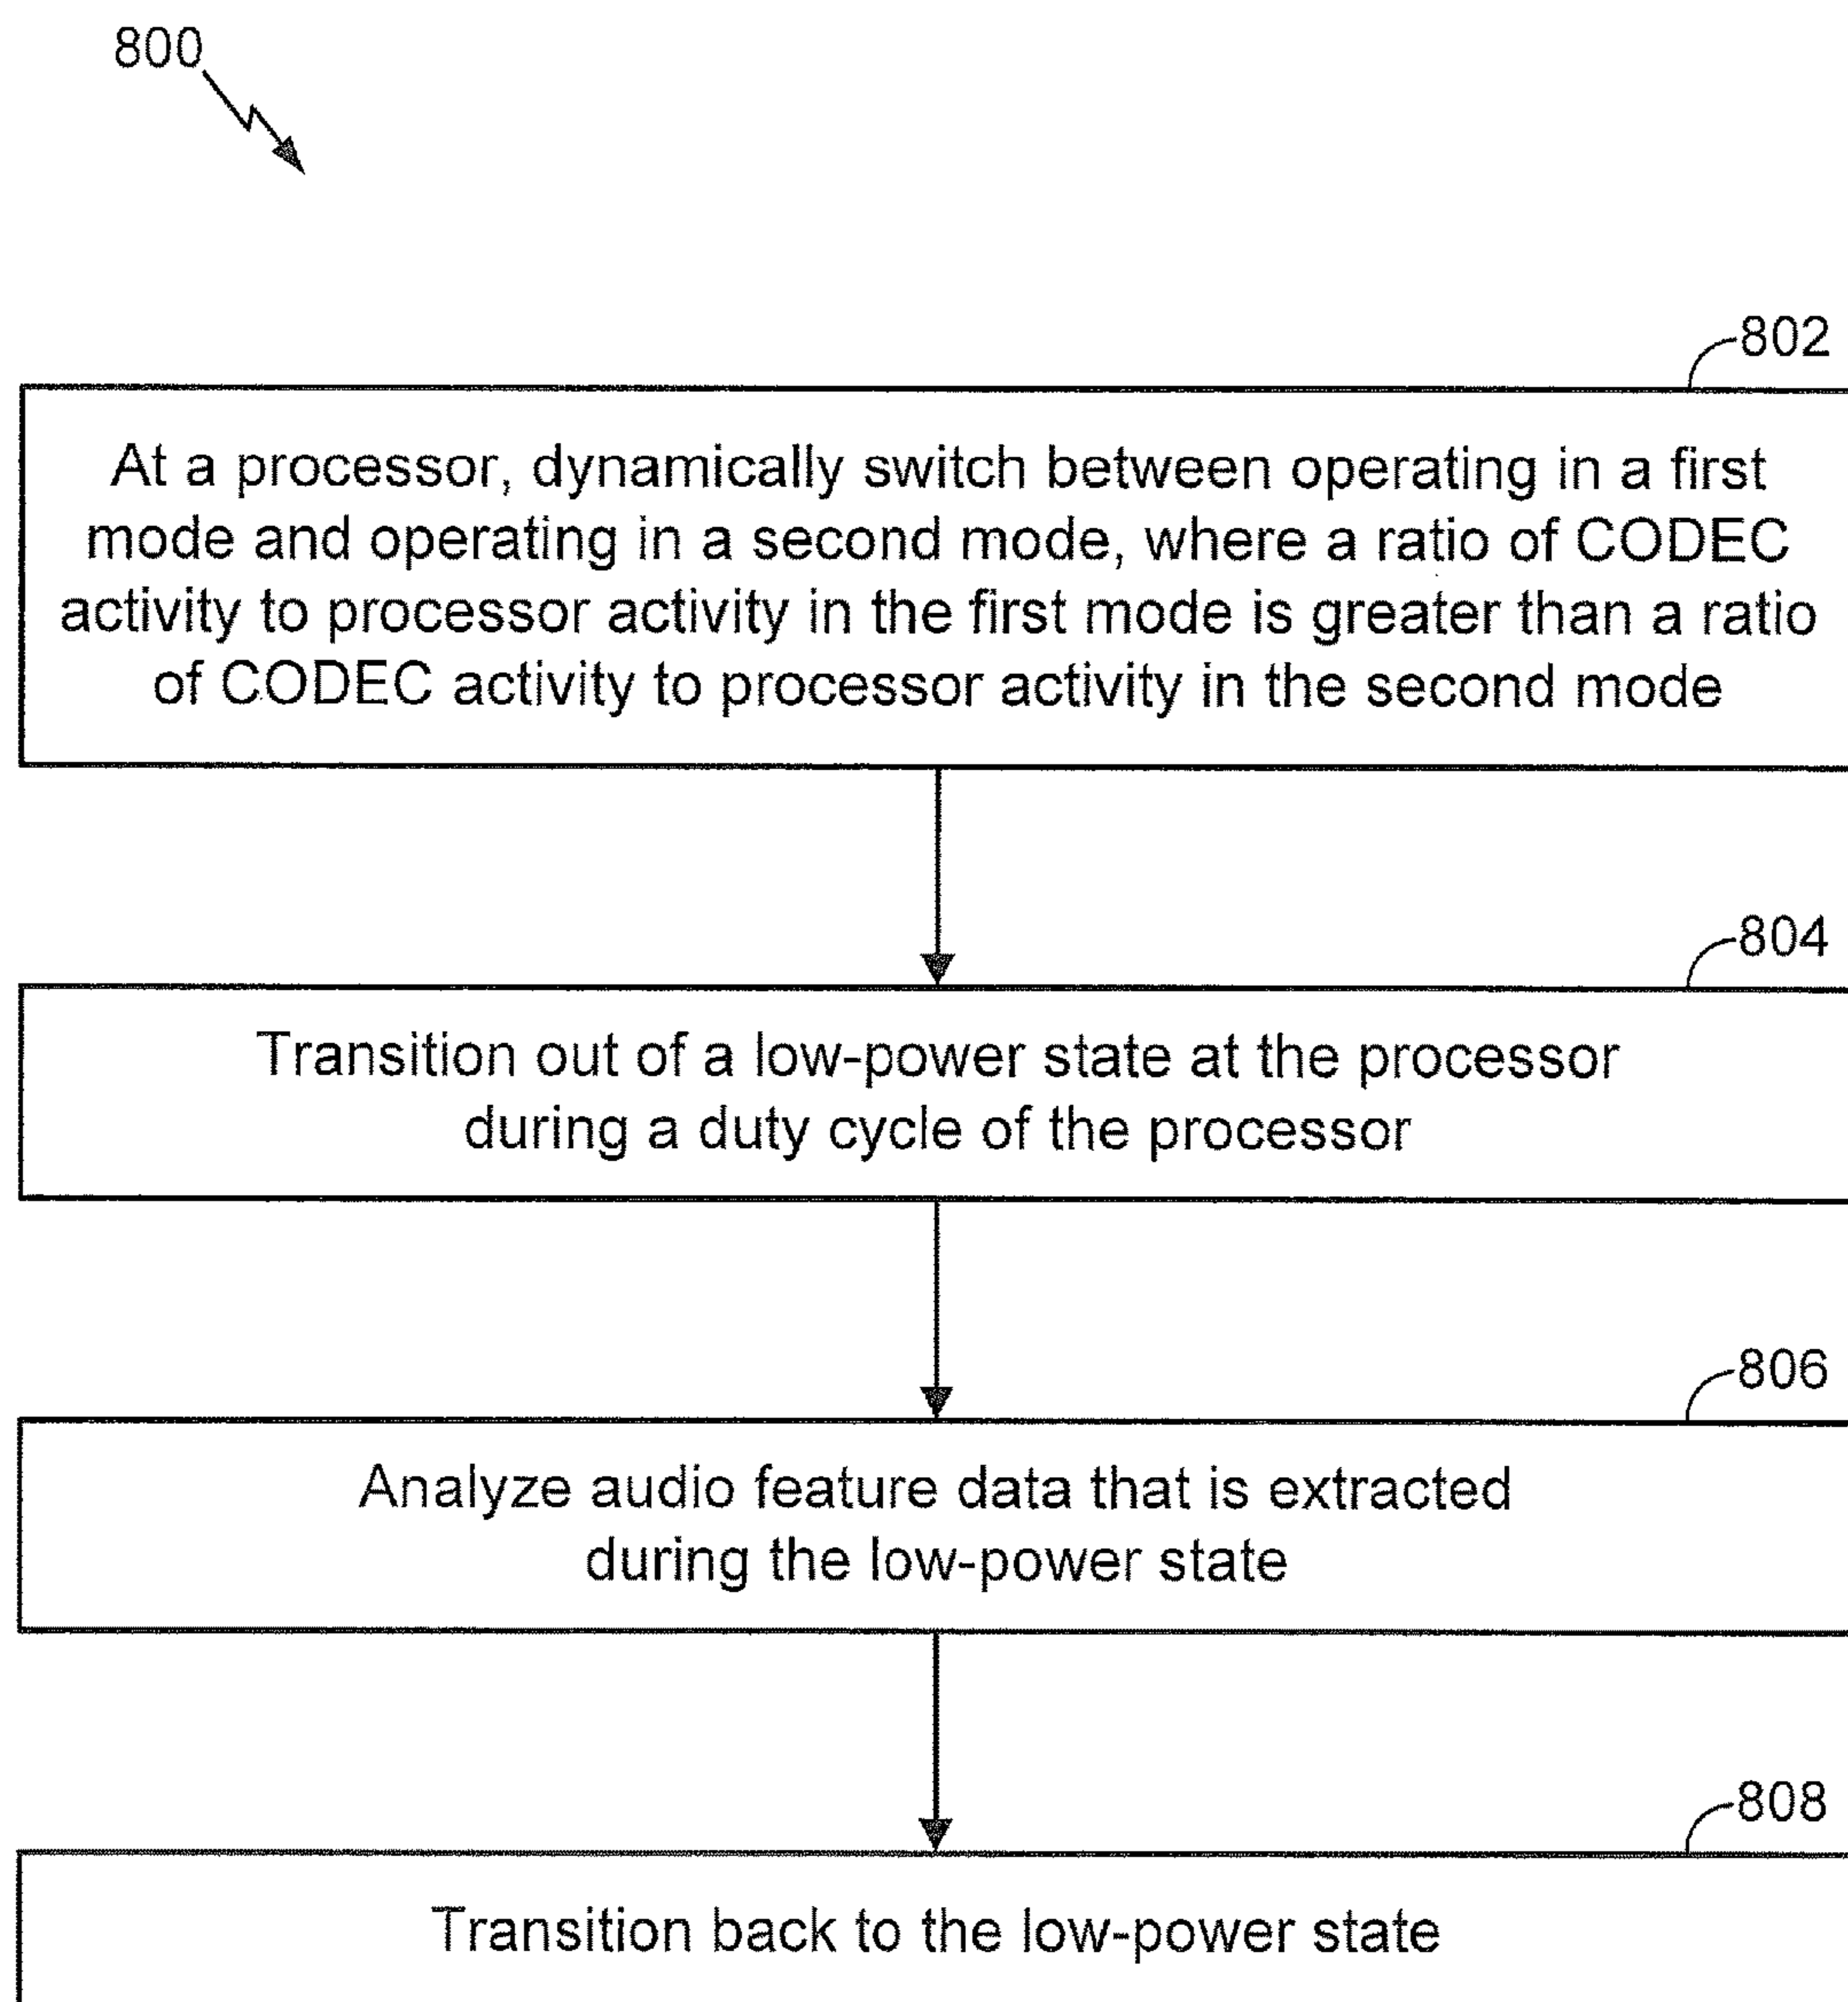 800
802
At a processor, dynamically switch between operating in a first
mode and operating in a second mode, where a ratio of CODEC
activity to processor activity in the first mode is greater than a ratio
of CODEC activity to processor activity in the second mode
804
Transition out of a low-power state at the processor
during a duty cycle of the processor
806
Analyze audio feature data that is extracted
during the low-power state
808
Transition back to the low-power state